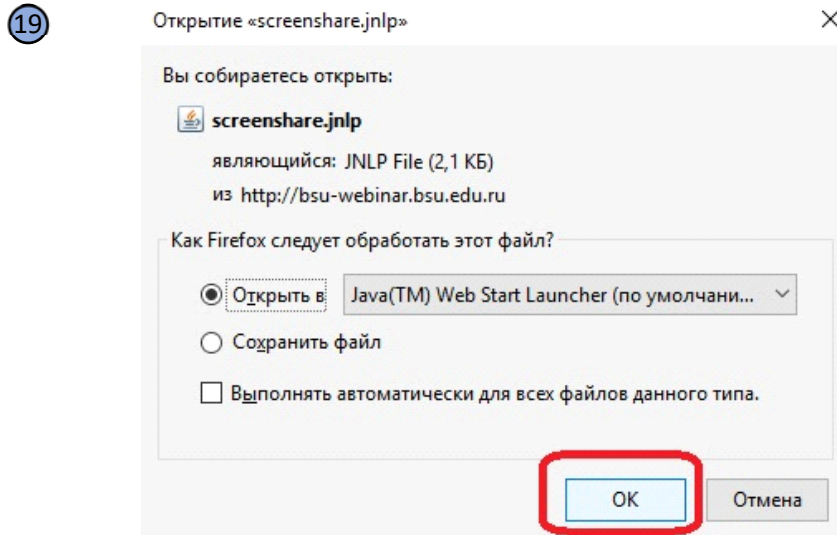 19
Открытие «screenshare.jnlp»
Вы собираетесь открыть:
screenshare.jnlp
являющийся: JNLP File (2,1 КБ)
из http://bsu-webinar.bsu.edu.ru
Как Firefox следует обработать этот файл?
Открыть в Java(TM) Web Start Launcher (по умолчани...
Сохранить файл
Выполнять автоматически для всех файлов данного типа.
ОК Отмена